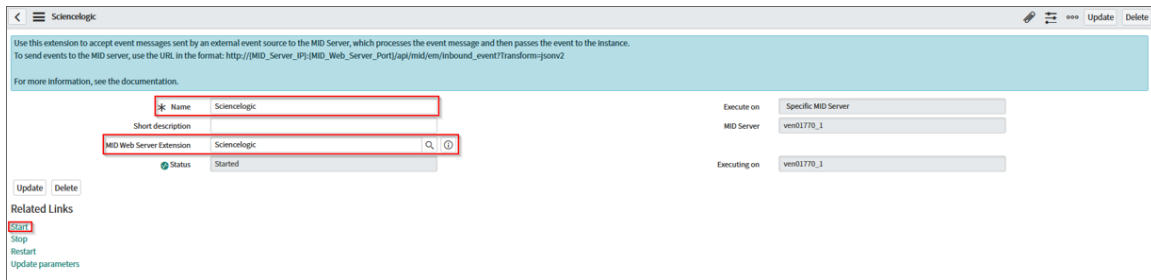 Sciencelogic
Update Delete
Use this extension to accept event messages sent by an external event source to the MID Server, which processes the event message and then passes the event to the instance.
To send events to the MID server, use the URL in the format: http://{MID_Server_IP}:{MID_Web_Server_Port}/api/mid/em/inbound_event?Transform=jsonv2
For more information, see the documentation.
Name Sciencelogic Execute on Specific MID Server
Short description MID Server ven01770_1
MID Web Server Extension Sciencelogic
Status Started Executing on ven01770_1
Update Delete
Related Links
Start
Stop
Restart
Update parameters